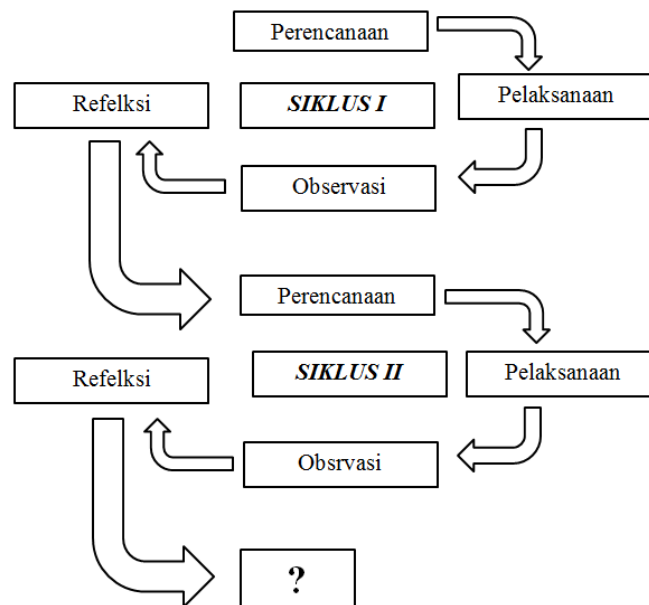 Perencanaan
Refelksi
SIKLUS I
Pelaksanaan
Observasi
Perencanaan
Refelksi
SIKLUS II
Pelaksanaan
Obsrvasi
?